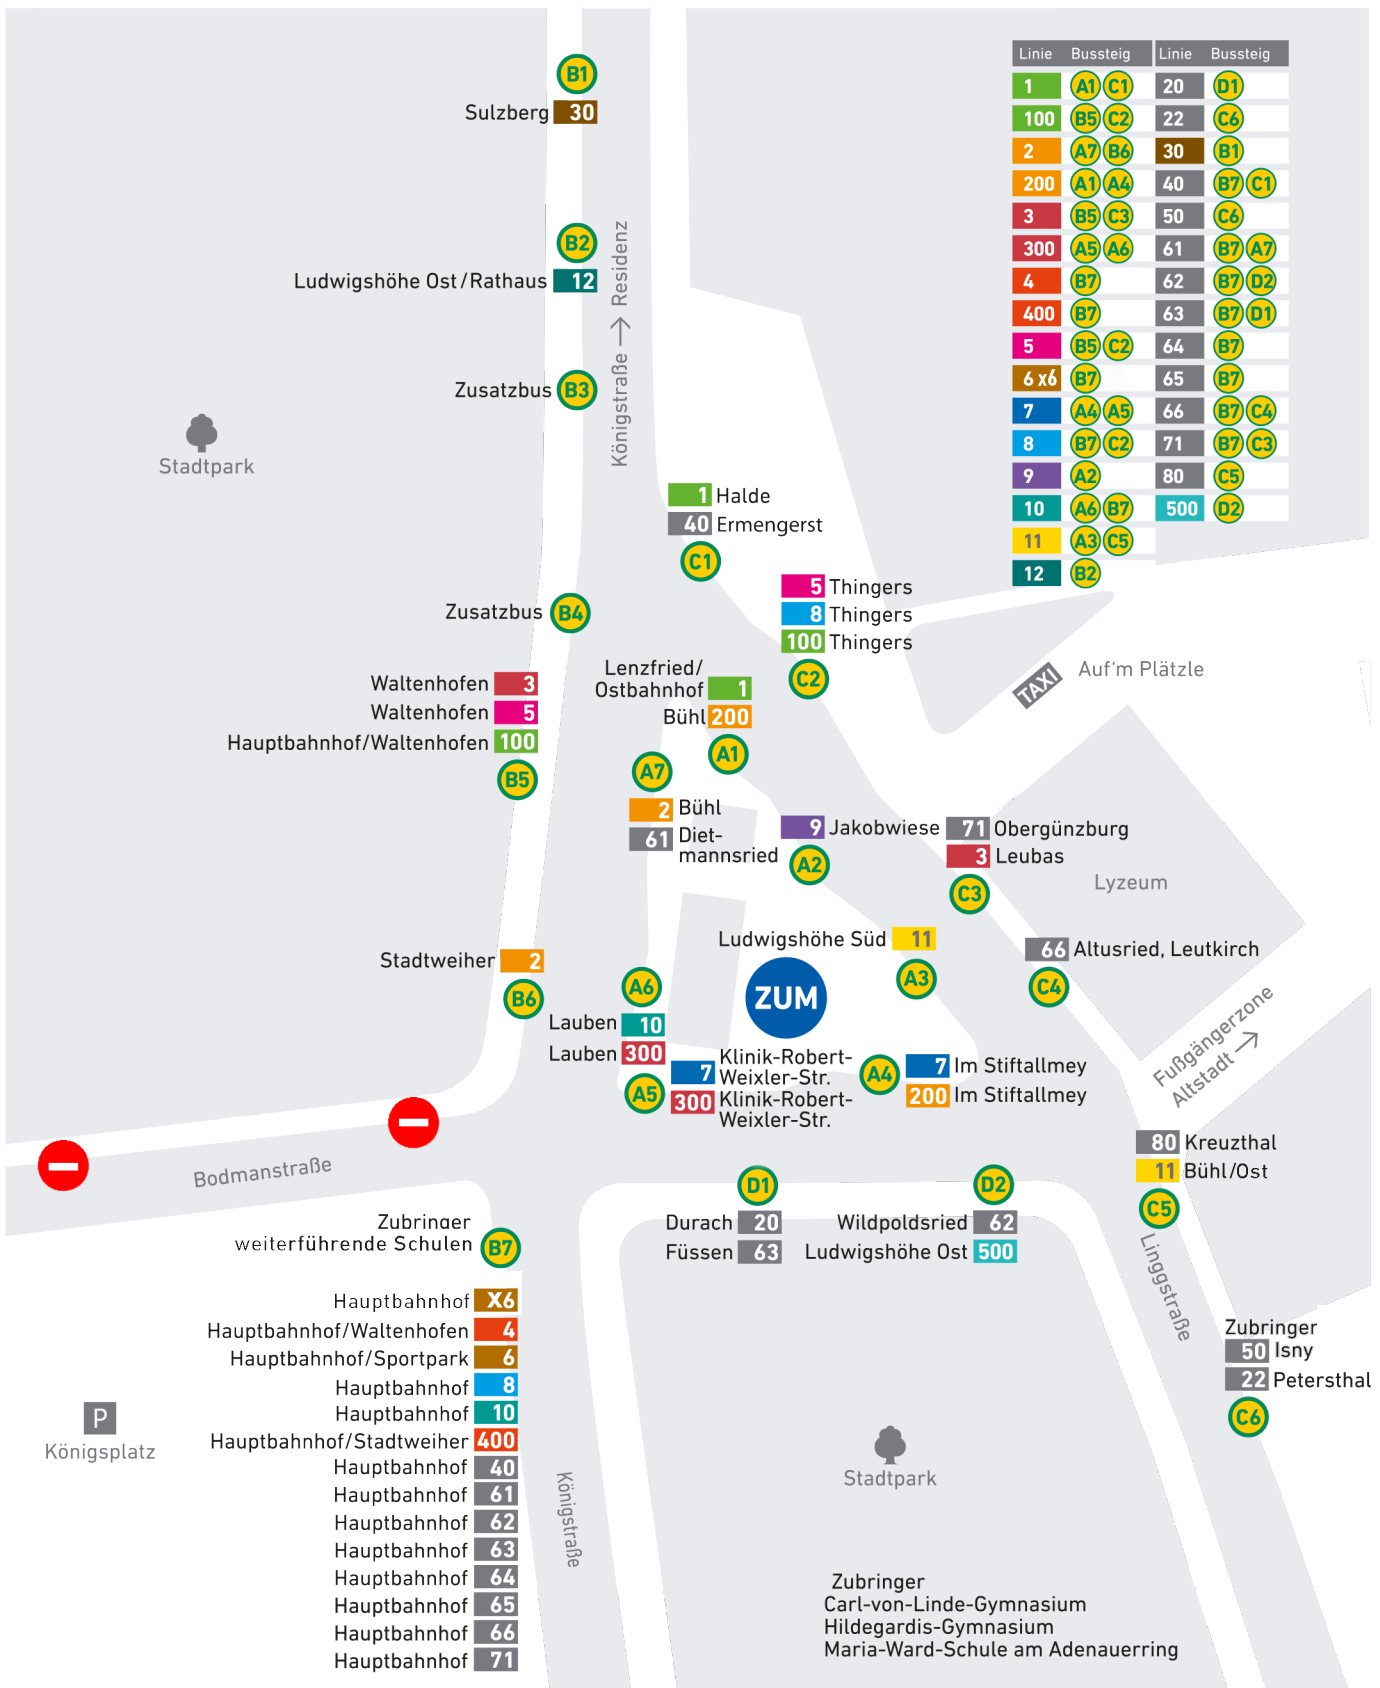 B1
Sulzberg 30
B2
Ludwigshöhe Ost/Rathaus 12
Königstraße → Residenz
Zusatzbus B3
Stadtpark
Linie Bussteig Linie Bussteig
1 A1 C1 20 D1
100 B5 C2 22 C6
2 A7 B6 30 B1
200 A1 A4 40 B7 C1
3 B5 C3 50 C6
300 A5 A6 61 B7 A7
4 B7 62 B7 D2
400 B7 63 B7 D1
5 B5 C2 64 B7
6 x6 B7 65 B7
7 A4 A5 66 B7 C4
8 B7 C2 71 B7 C3
9 A2 80 C5
10 A6 B7 500 D2
11 A3 C5
12 B2
1 Halde
40 Ermengerst
C1
5 Thingers
8 Thingers
100 Thingers
C2
Zusatzbus B4
TAXI
Auf'm Plätzle
Waltenhofen 3
Waltenhofen 5
Hauptbahnhof/Waltenhofen 100
B5
Lenzfried/
Ostbahnhof 1
Bühl 200
A1
A7
2 Bühl
61 Diet-
mannsried
9 Jakobwiese
A2
71 Obergünzburg
3 Leubas
C3
Lyzeum
Stadtweiher 2
B6
Ludwigshöhe Süd 11
A3
66 Altusried, Leutkirch
C4
ZUM
A6
Lauben 10
Lauben 300
A5
7 Klinik-Robert-
Weixler-Str.
300 Klinik-Robert-
Weixler-Str.
A4
7 Im Stiftallmey
200 Im Stiftallmey
Fußgängerzone
Altstadt →
Bodmanstraße
80 Kreuzthal
11 Bühl/Ost
C5
D1
Durach 20
Füssen 63
D2
Wildpoldsried 62
Ludwigshöhe Ost 500
Linggstraße
Zubringer
weiterführende Schulen B7
Hauptbahnhof X6
Hauptbahnhof/Waltenhofen 4
Hauptbahnhof/Sportpark 6
Hauptbahnhof 8
Hauptbahnhof 10
Hauptbahnhof/Stadtweiher 400
Hauptbahnhof 40
Hauptbahnhof 61
Hauptbahnhof 62
Hauptbahnhof 63
Hauptbahnhof 64
Hauptbahnhof 65
Hauptbahnhof 66
Hauptbahnhof 71
P
Königsplatz
Königstraße
Zubringer
50 Isny
22 Petersthal
C6
Stadtpark
Zubringer
Carl-von-Linde-Gymnasium
Hildegardis-Gymnasium
Maria-Ward-Schule am Adenauerring